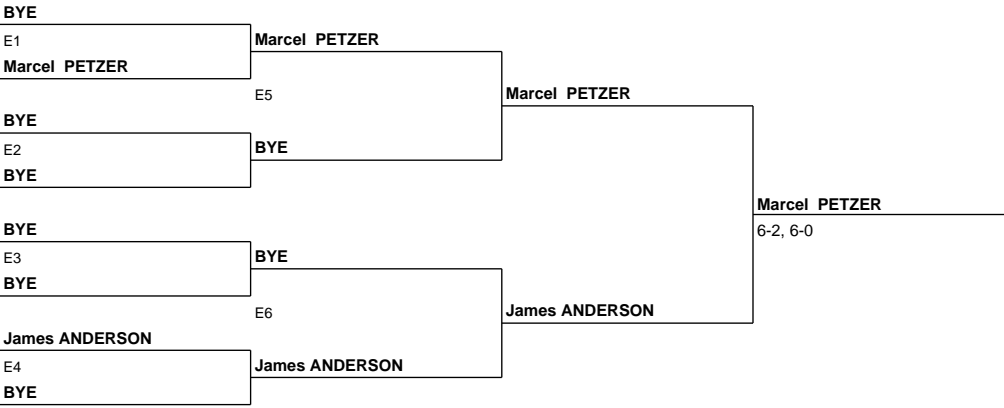 BYE
E1
Marcel PETZER
Marcel PETZER
E5
Marcel PETZER
BYE
E2
BYE
BYE
Marcel PETZER
6-2, 6-0
BYE
E3
BYE
BYE
E6
James ANDERSON
James ANDERSON
E4
James ANDERSON
BYE